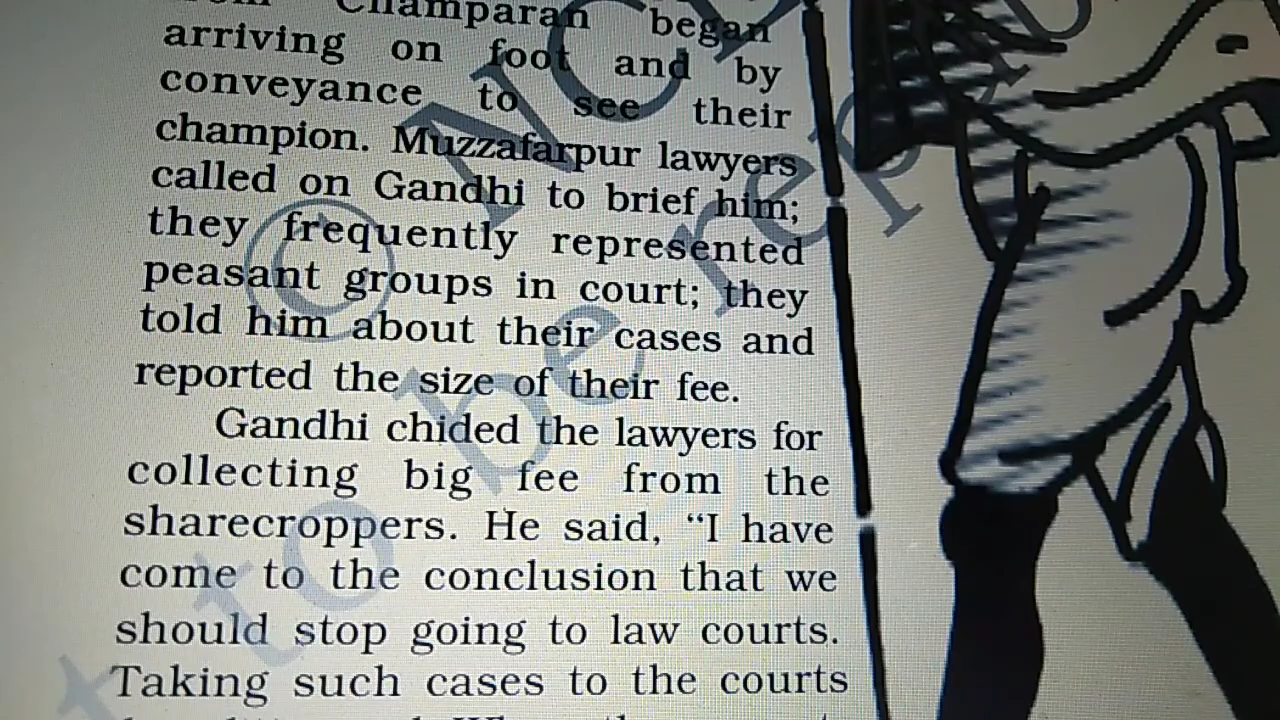 Champaran began
arriving on foot and by
conveyance to see their
champion. Muzzafarpur lawyers
called on Gandhi to brief him;
they frequently represented
peasant groups in court; they
told him about their cases and
reported the size of their fee.
Gandhi chided the lawyers for
collecting big fee from the
sharecroppers. He said, “I have
come to the conclusion that we
should stop going to law courts.
Taking such cases to the courts